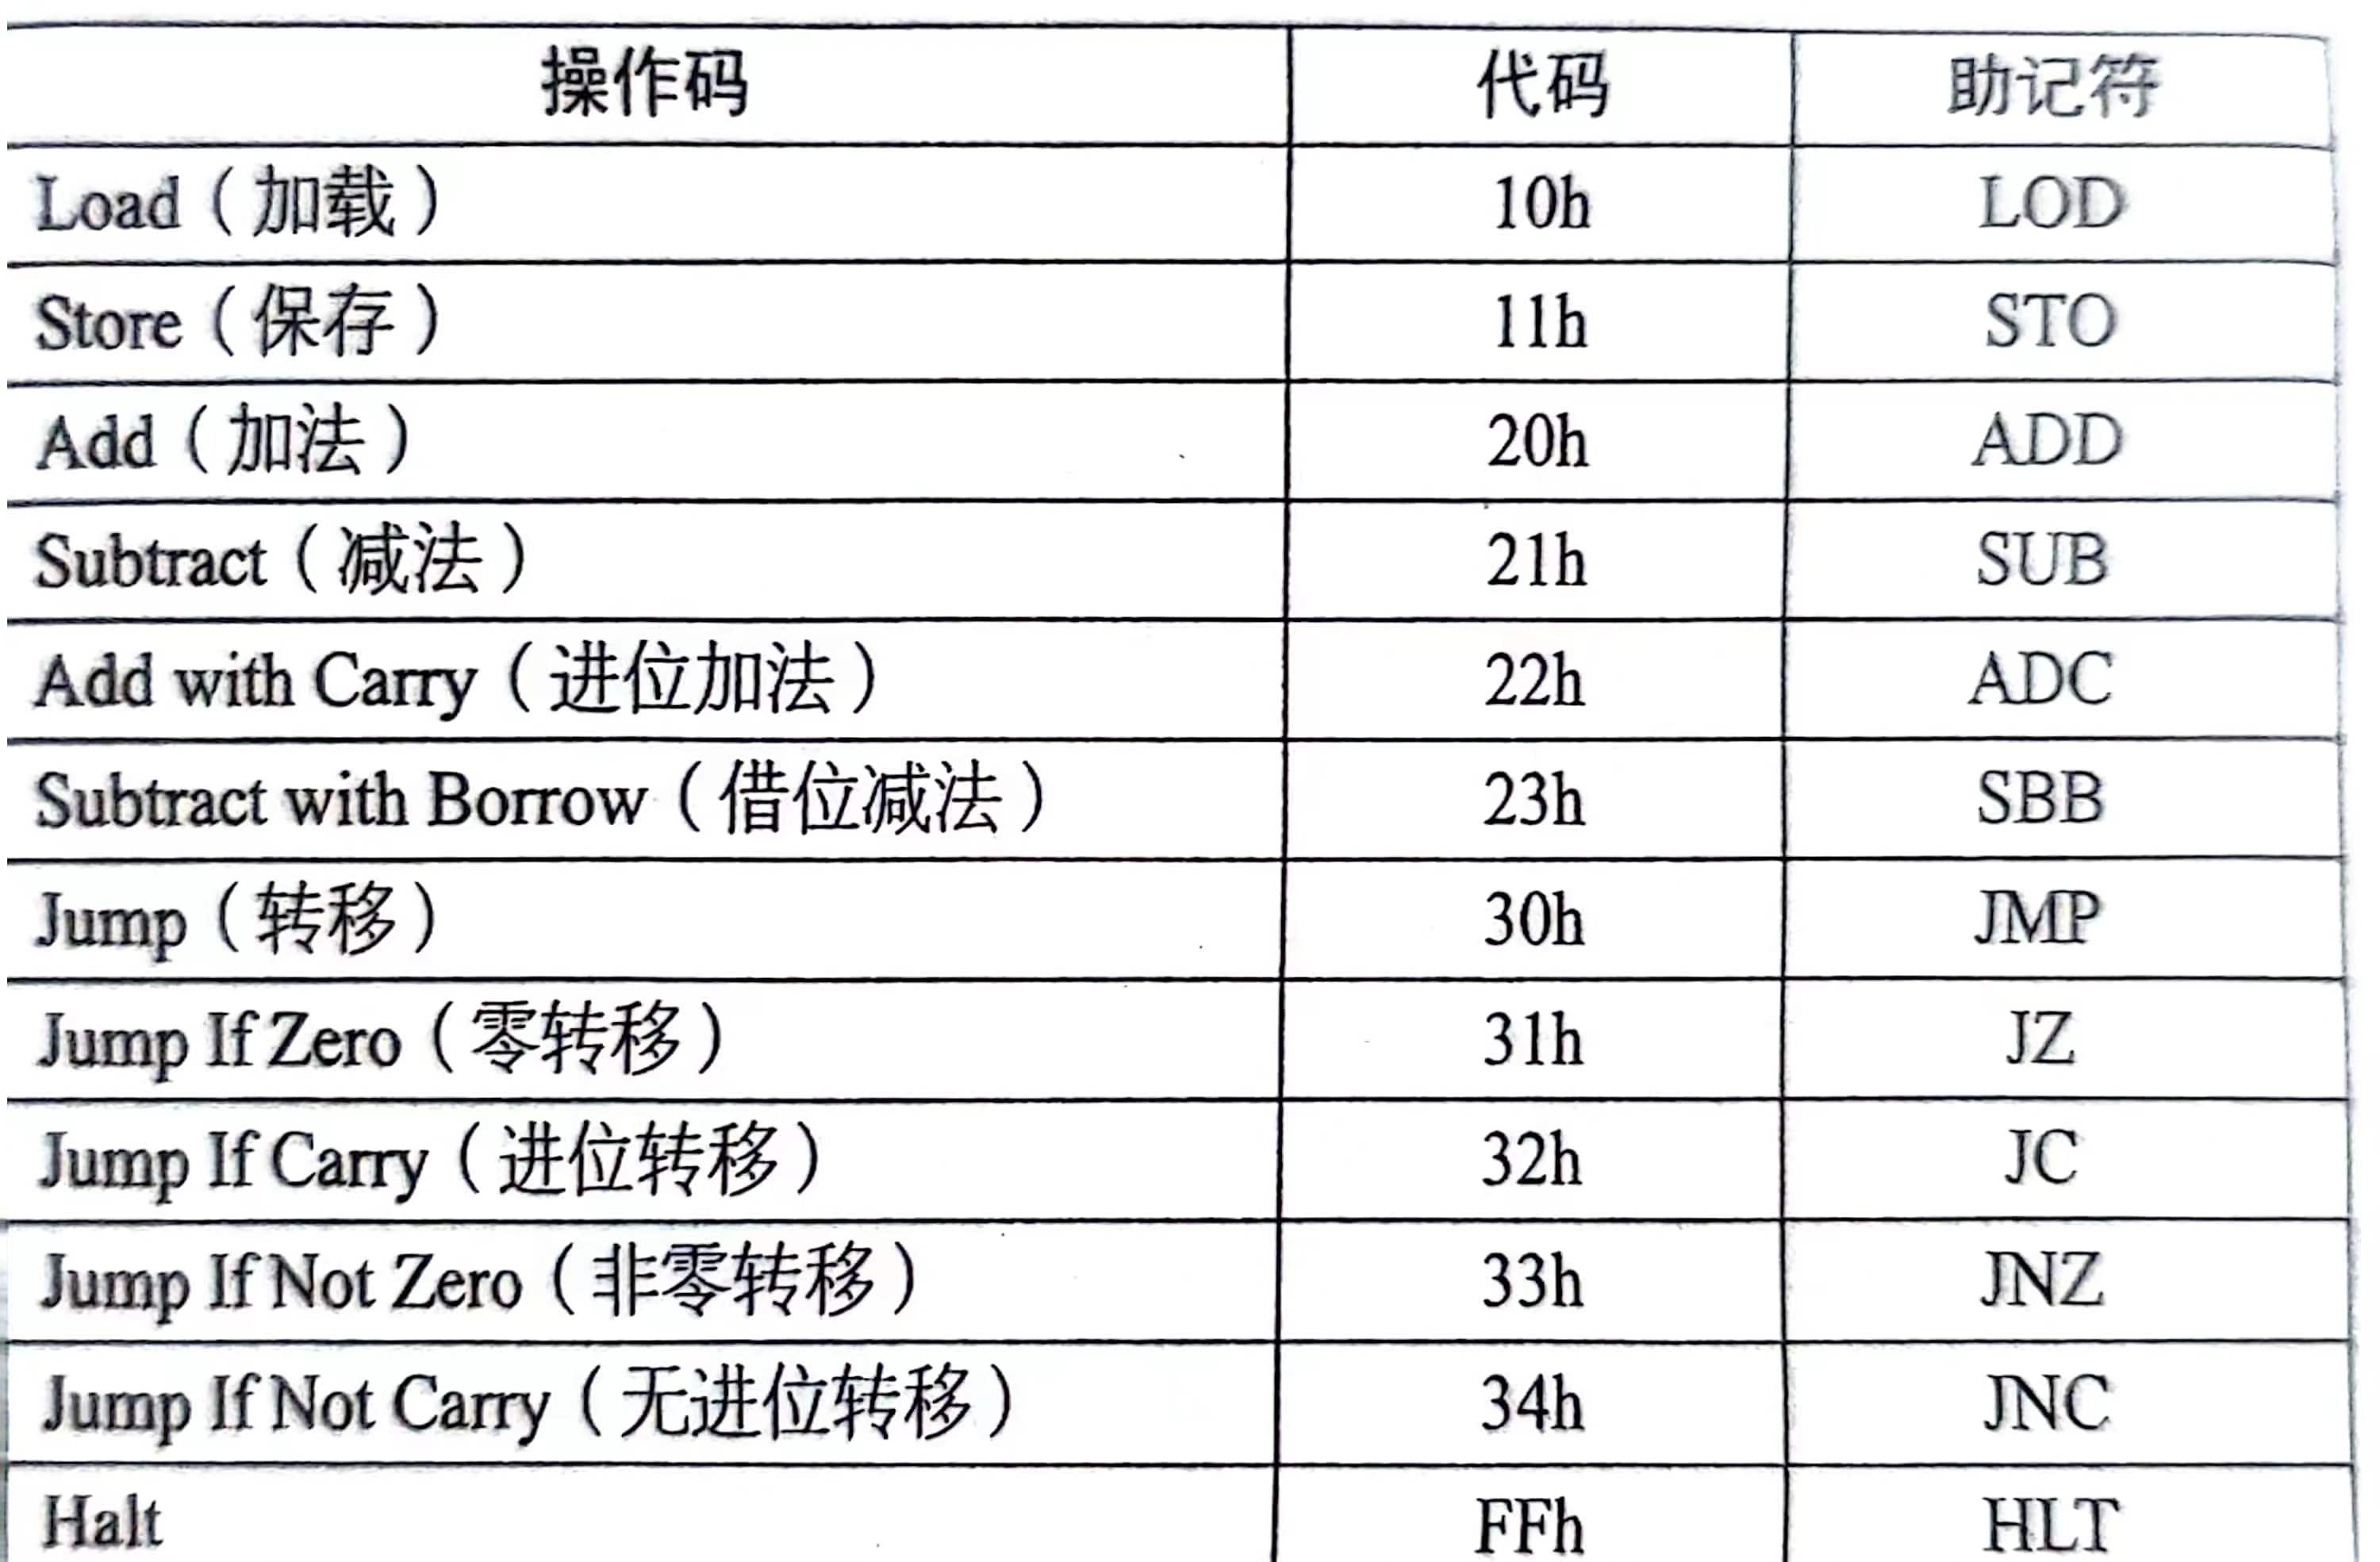 操作码 代码 助记符
Load（加载） 10h LOD
Store（保存） 11h STO
Add（加法） 20h ADD
Subtract（减法） 21h SUB
Add with Carry（进位加法） 22h ADC
Subtract with Borrow（借位减法） 23h SBB
Jump（转移） 30h JMP
Jump If Zero（零转移） 31h JZ
Jump If Carry（进位转移） 32h JC
Jump If Not Zero（非零转移） 33h JNZ
Jump If Not Carry（无进位转移） 34h JNC
Halt FFh HLT